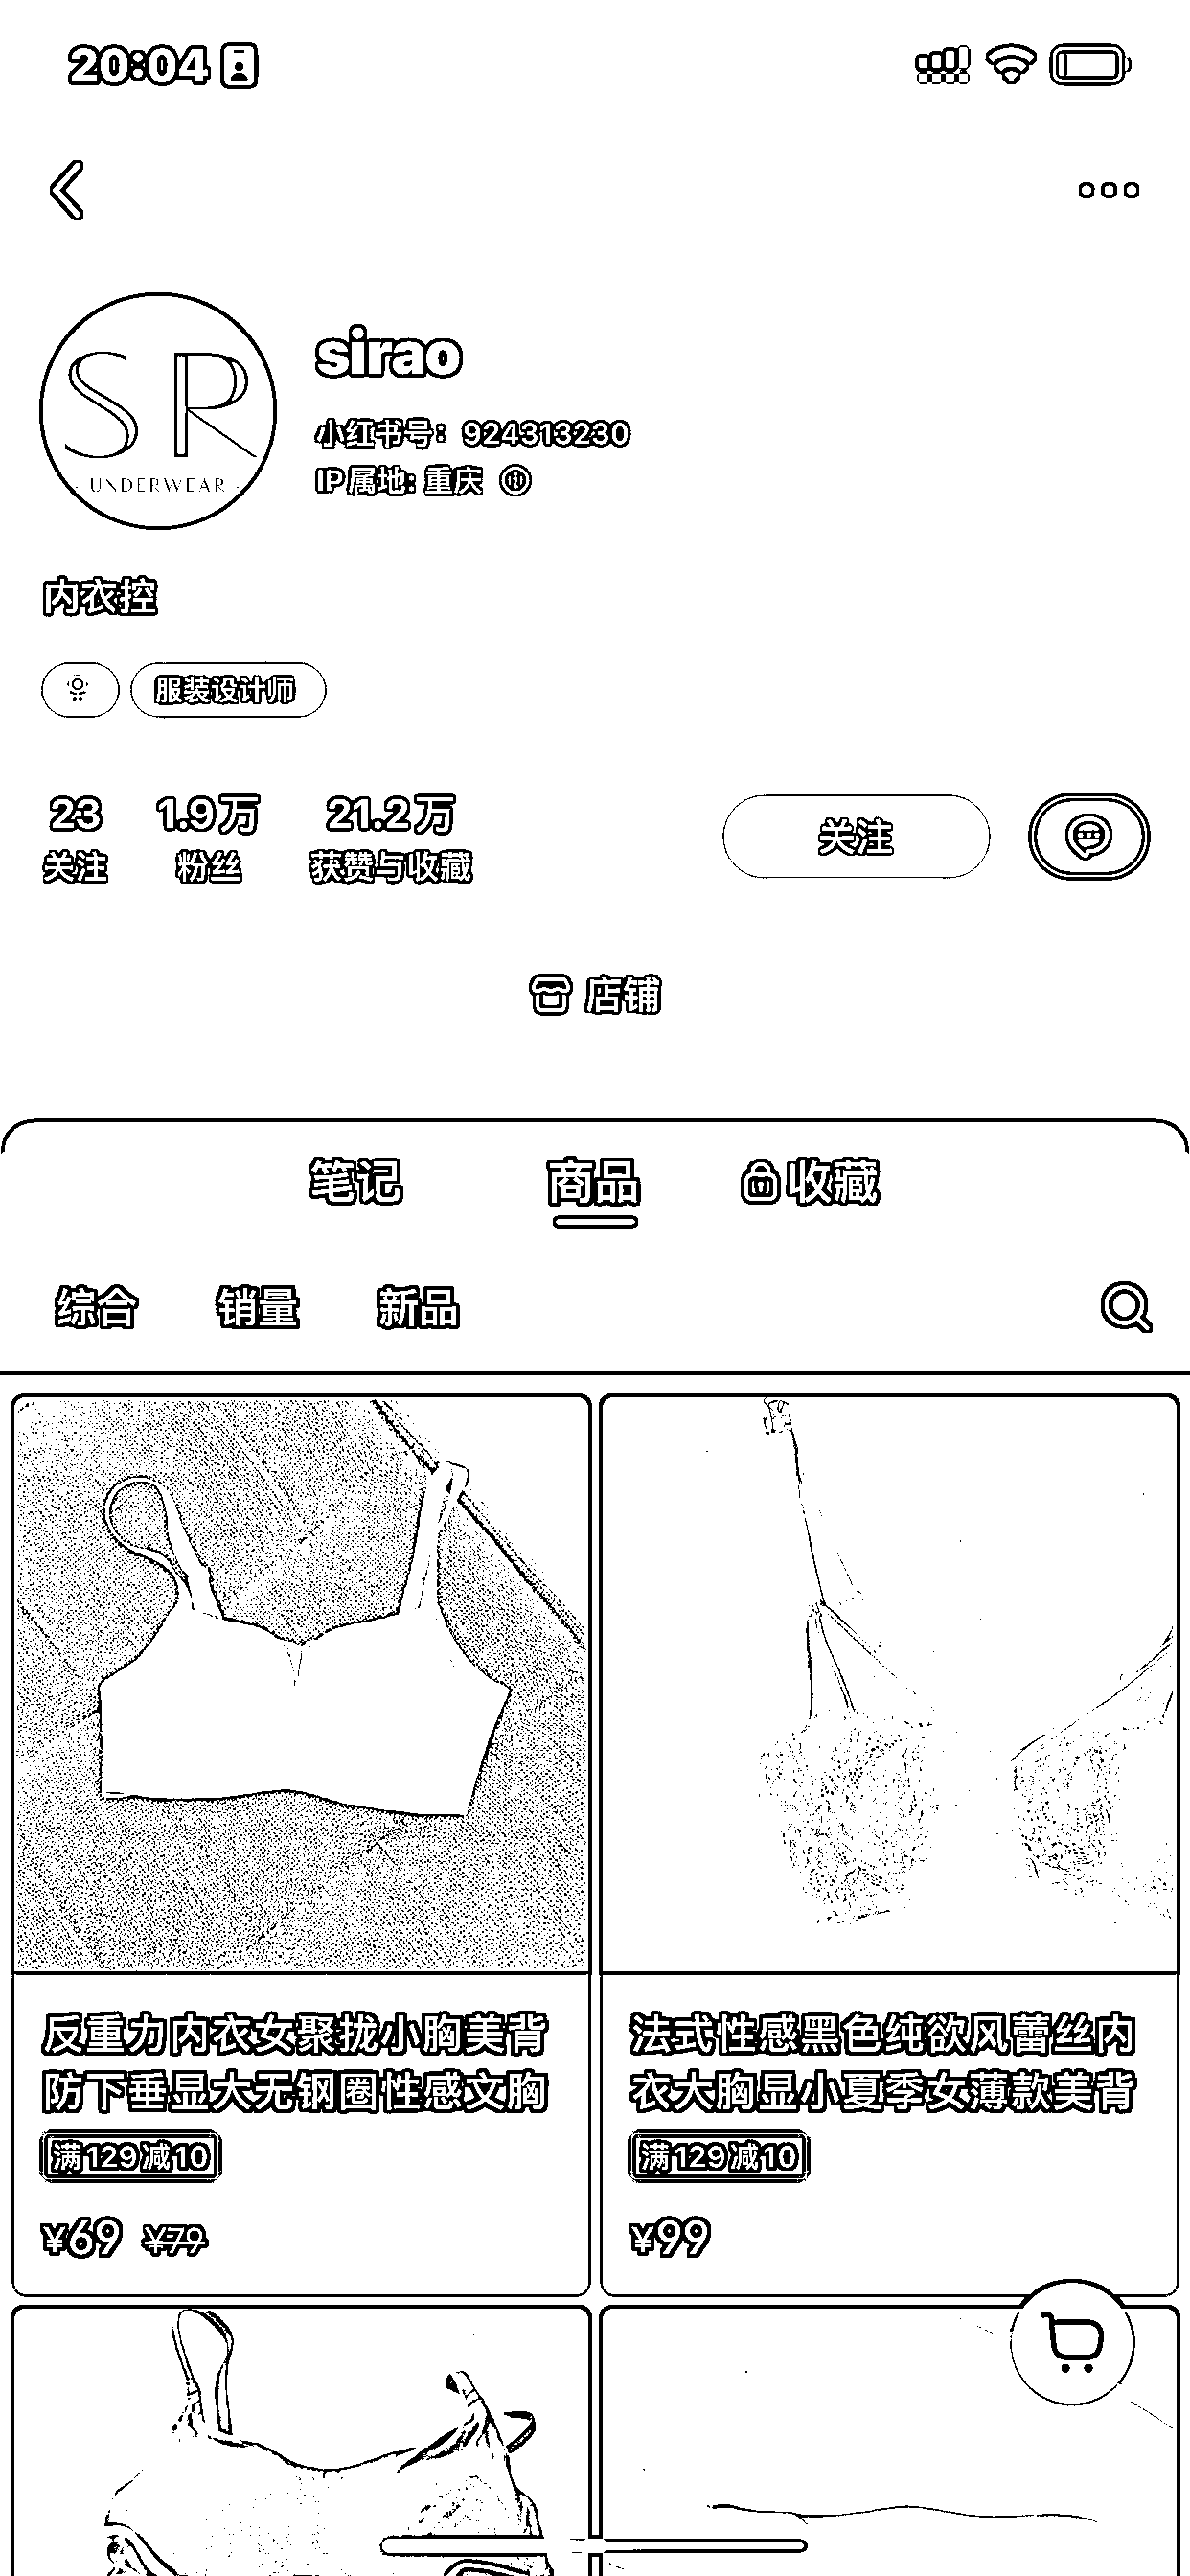 20:04
SR
UNDERWEAR
sirao
小红书号：924313230
IP属地：重庆
内衣控
服装设计师
23 1.9万 21.2万
关注 粉丝 获赞与收藏
关注
店铺
笔记 商品 收藏
综合 销量 新品
反重力内衣女聚拢小胸美背
防下垂显大无钢圈性感文胸
满129减10
¥69 ¥79
法式性感黑色纯欲风蕾丝内
衣大胸显小夏季女薄款美背
满129减10
¥99